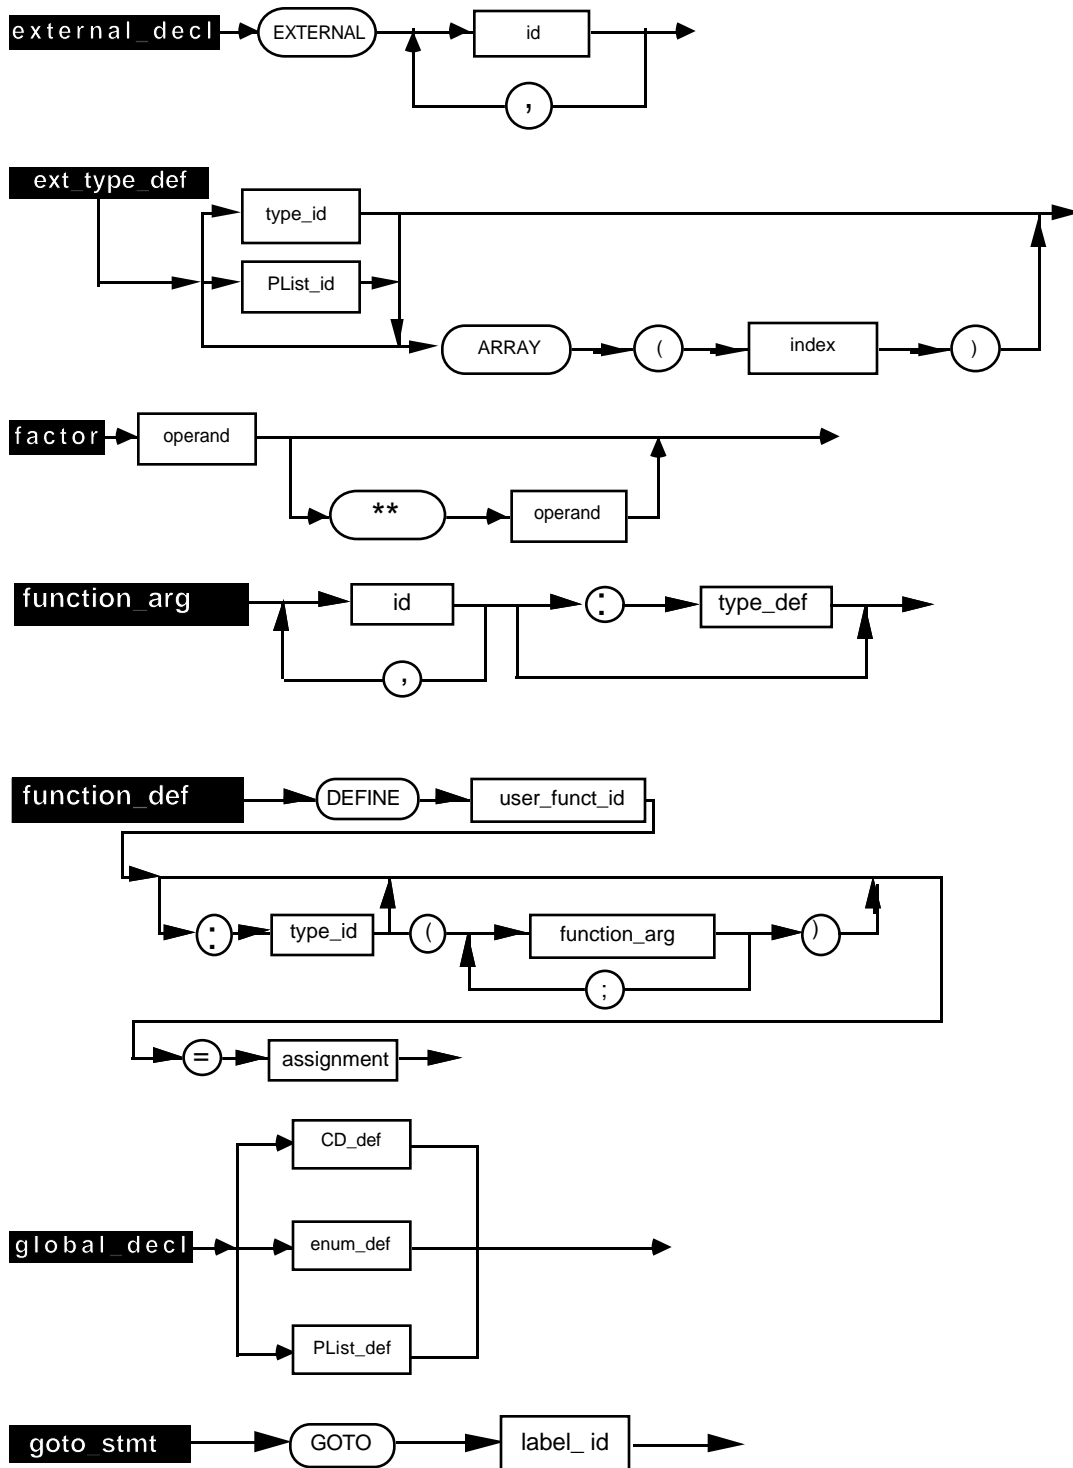 external_decl EXTERNAL id
,
ext_type_def
type_id
PList_id
ARRAY ( index )
factor operand
** operand
function_arg id : type_def
,
function_def DEFINE user_funct_id
: type_id ( function_arg )
;
= assignment
CD_def
global_decl enum_def
PList_def
goto_stmt GOTO label_ id